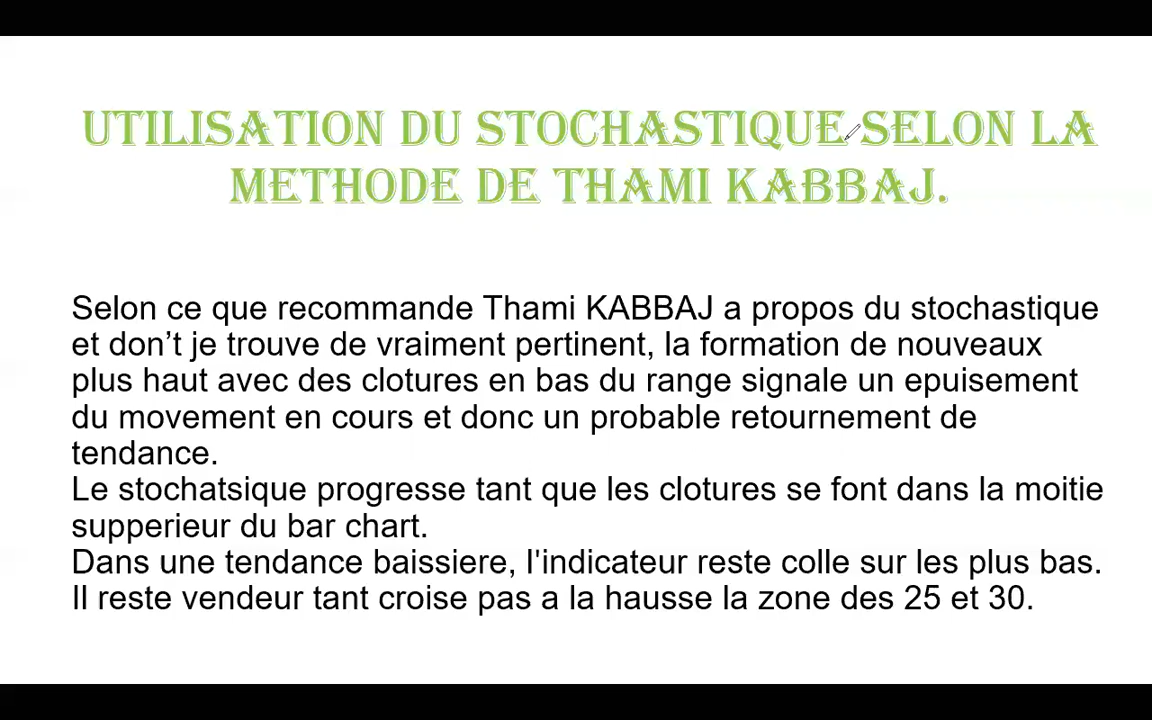 UTILISATION DU STOCHASTIQUE SELON LA
METHODE DE THAMI KABBAJ.
Selon ce que recommande Thami KABBAJ a propos du stochastique
et don’t je trouve de vraiment pertinent, la formation de nouveaux
plus haut avec des clotures en bas du range signale un epuisement
du movement en cours et donc un probable retournement de
tendance.
Le stochatsique progresse tant que les clotures se font dans la moitie
supperieur du bar chart.
Dans une tendance baissiere, l'indicateur reste colle sur les plus bas.
Il reste vendeur tant croise pas a la hausse la zone des 25 et 30.